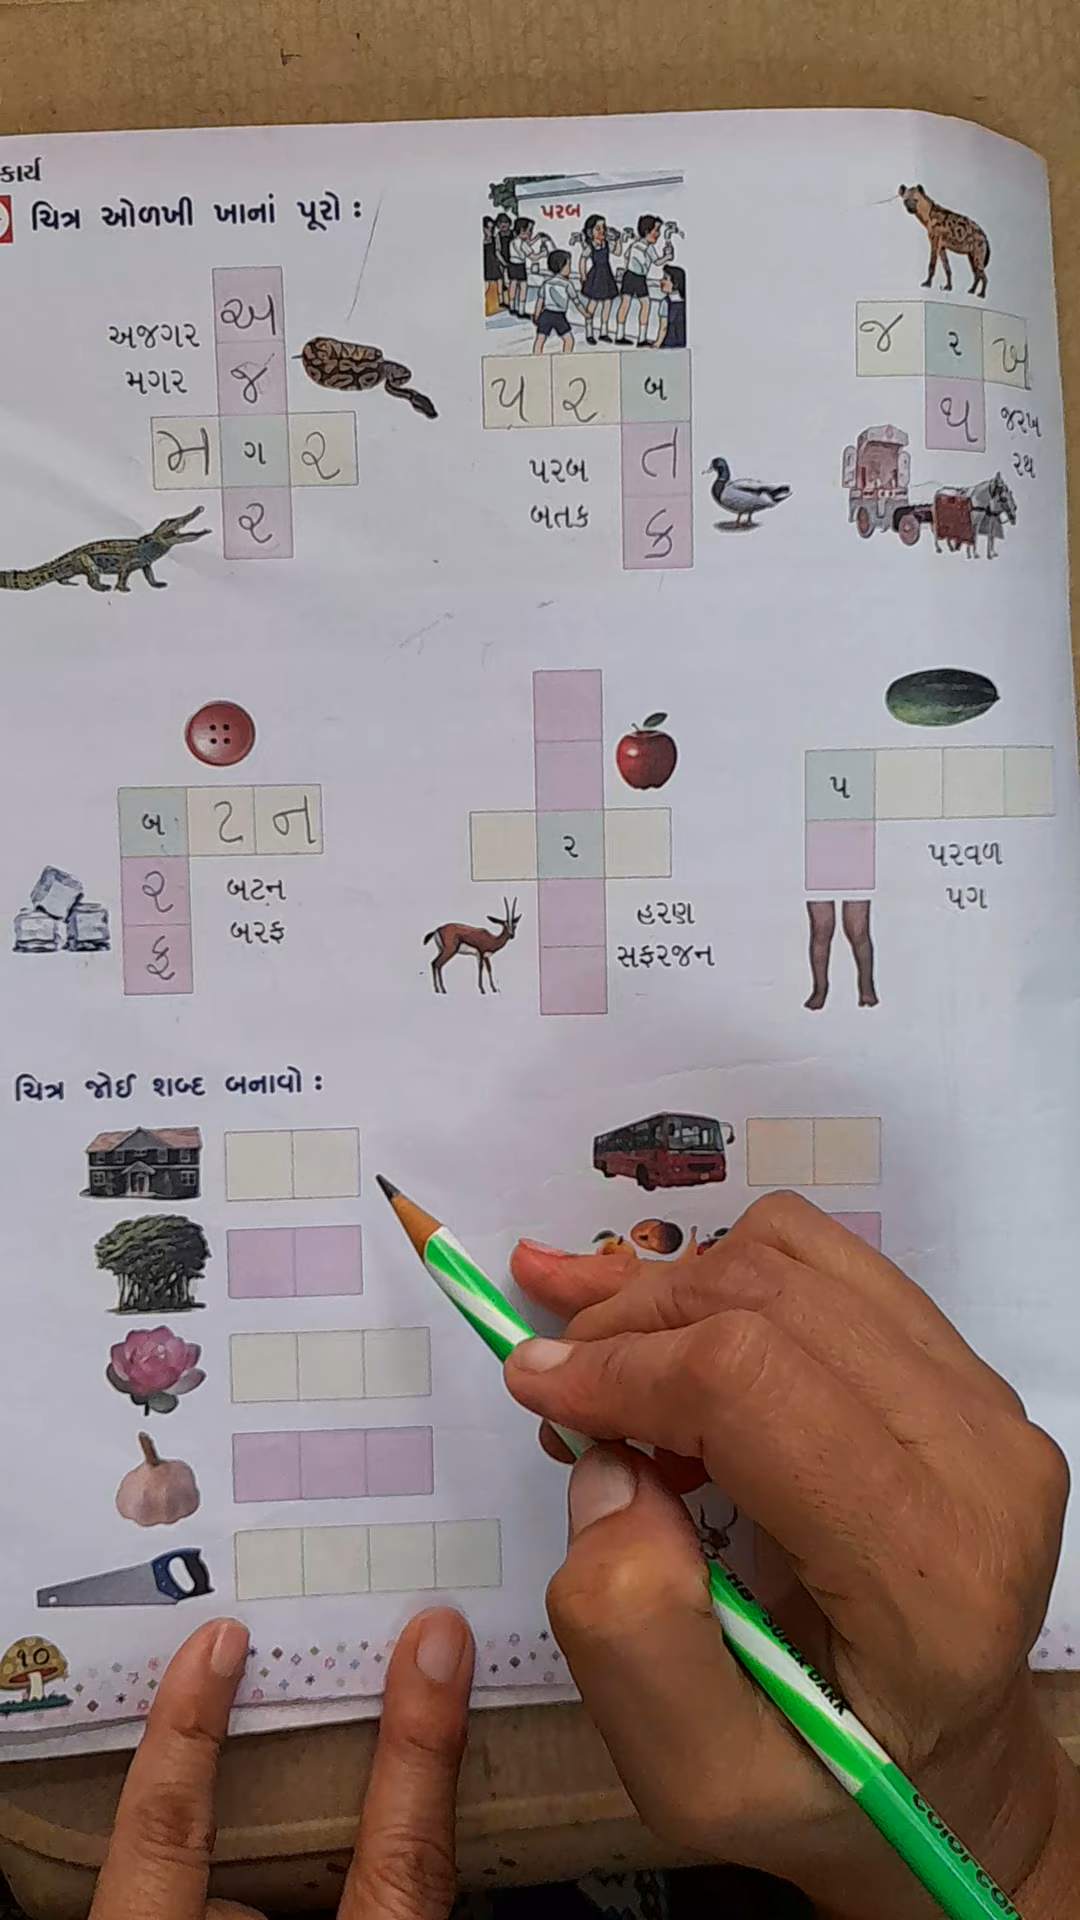 કાર્ય
ચિત્ર ઓળખી ખાનાં પૂરો :
પરબ
અ
અજગર
જ
મગર
મ ગ ર
ર
પ ર બ
ત
પરબ
બતક
ક
જ ર ખ
થ
જરખ
રથ
બ ટ ન
ર
બટન
બરફ
ફ
ર
હરણ
સફરજન
પ
પરવળ
પગ
ચિત્ર જોઈ શબ્દ બનાવો :
૧૦
HB SUPER DARK